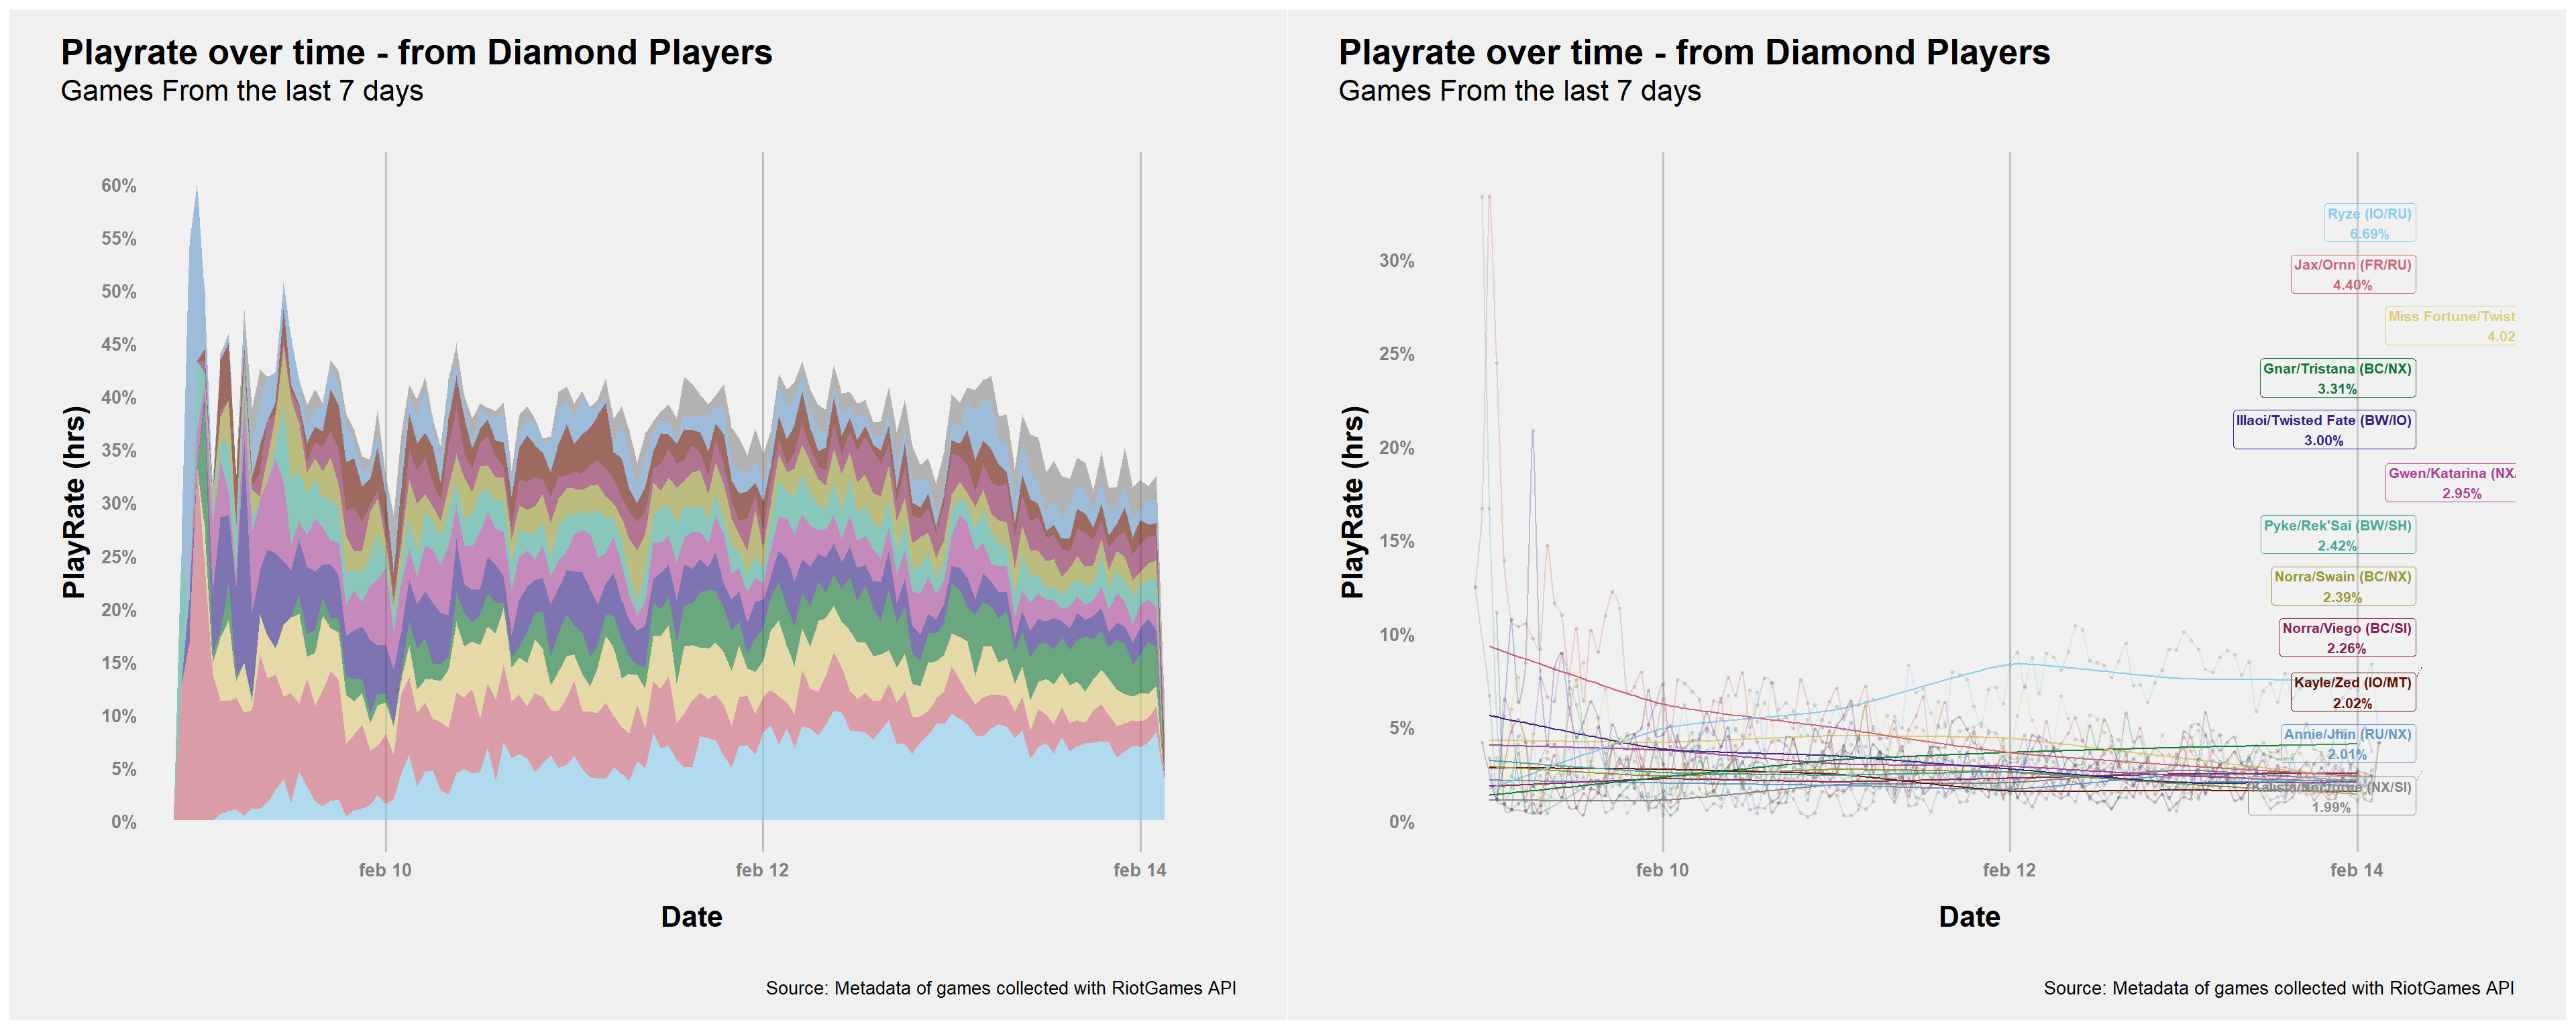 Playrate over time - from Diamond Players
Games From the last 7 days
PlayRate (hrs)
60%
55%
50%
45%
40%
35%
30%
25%
20%
15%
10%
5%
0%
feb 10
feb 12
feb 14
Date
Source: Metadata of games collected with RiotGames API
Playrate over time - from Diamond Players
Games From the last 7 days
PlayRate (hrs)
30%
25%
20%
15%
10%
5%
0%
Ryze (IO/RU)
6.69%
Jax/Ornn (FR/RU)
4.40%
Miss Fortune/Twist
4.02
Gnar/Tristana (BC/NX)
3.31%
Illaoi/Twisted Fate (BW/IO)
3.00%
Gwen/Katarina (NX/
2.95%
Pyke/Rek'Sai (BW/SH)
2.42%
Norra/Swain (BC/NX)
2.39%
Norra/Viego (BC/SI)
2.26%
Kayle/Zed (IO/MT)
2.02%
Annie/Jhin (RU/NX)
2.01%
(NX/SI)
1.99%
feb 10
feb 12
feb 14
Date
Source: Metadata of games collected with RiotGames API